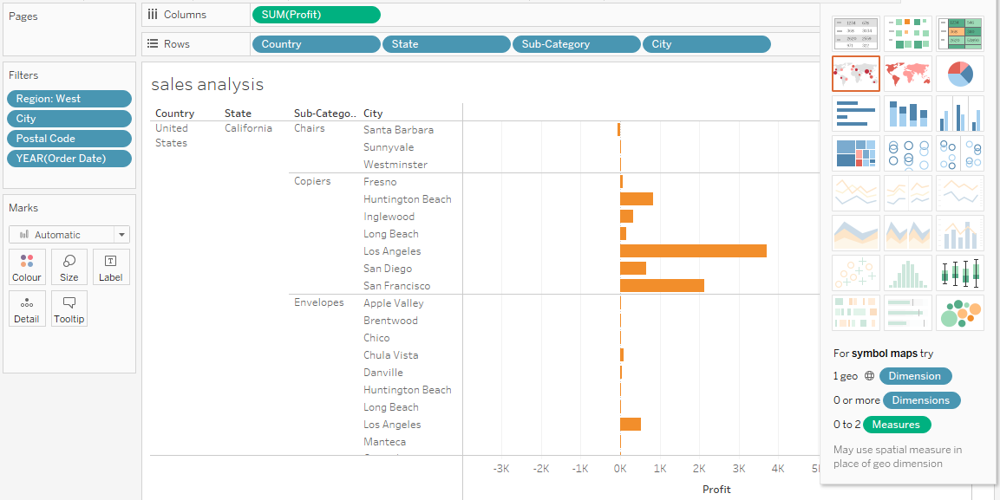 Pages
Columns
SUM(Profit)
Rows
Country
State
Sub-Category
City
Filters
Region: West
City
Postal Code
YEAR(Order Date)
Marks
Automatic
Colour
Size
Label
Detail
Tooltip
sales analysis
Country State Sub-Catego.. City
United States California Chairs Santa Barbara
Sunnyvale
Westminster
Copiers Fresno
Huntington Beach
Inglewood
Long Beach
Los Angeles
San Diego
San Francisco
Envelopes Apple Valley
Brentwood
Chico
Chula Vista
Danville
Huntington Beach
Long Beach
Los Angeles
Manteca
-3K -2K -1K 0K 1K 2K 3K 4K
Profit
For symbol maps try
1 geo Dimension
0 or more Dimensions
0 to 2 Measures
May use spatial measure in
place of geo dimension